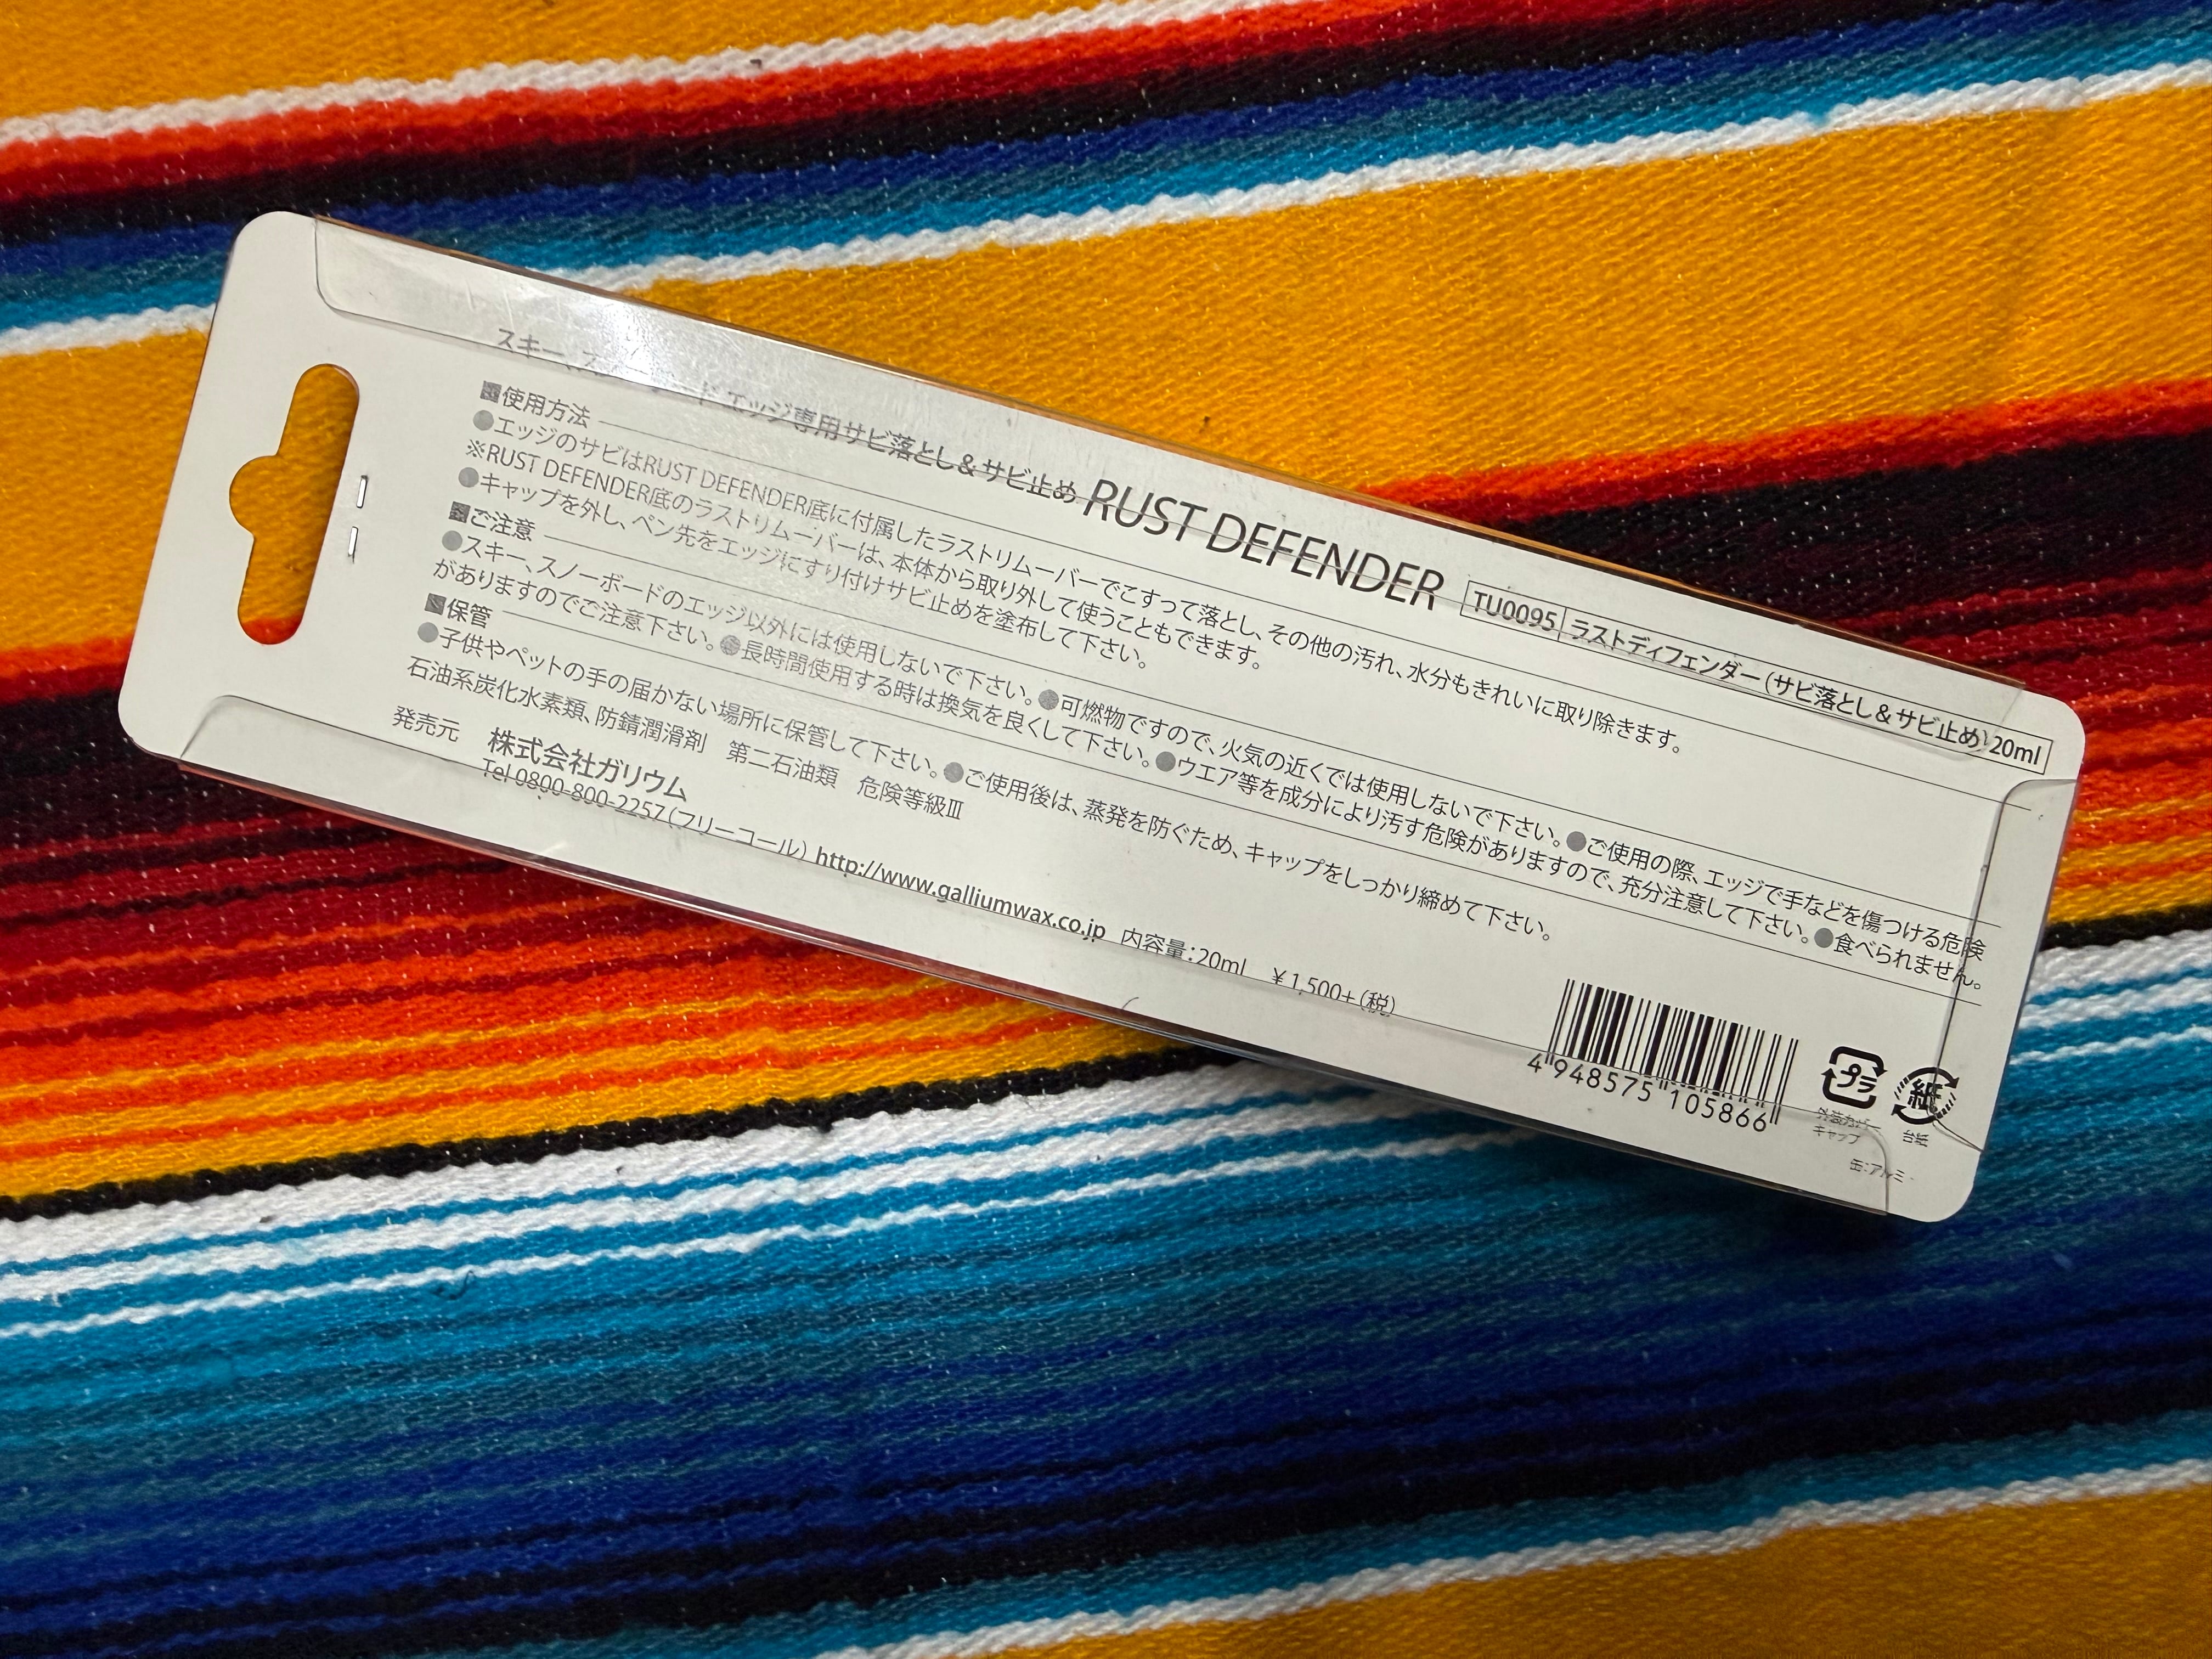 スキー、スノーボード エッジ専用サビ落とし&サビ止め RUST DEFENDER TU0095 ラストディフェンダー(サビ落とし&サビ止め)20ml
■使用方法
●エッジのサビはRUST DEFENDER底に付属したラストリムーバーでこすって落とし、その他の汚れ、水分もきれいに取り除きます。
※RUST DEFENDER底のラストリムーバーは、本体から取り外して使うこともできます。
●キャップを外し、ペン先をエッジにすり付けサビ止めを塗布して下さい。
■ご注意
●スキー、スノーボードのエッジ以外には使用しないで下さい。●可燃物ですので、火気の近くでは使用しないで下さい。●ご使用の際、エッジで手などを傷つける危険
がありますのでご注意下さい。●長時間使用する時は換気を良くして下さい。●ウエア等を成分により汚す危険がありますので、充分注意して下さい。●食べられません。
■保管
●子供やペットの手の届かない場所に保管して下さい。●ご使用後は、蒸発を防ぐため、キャップをしっかり締めて下さい。
石油系炭化水素類、防錆潤滑剤 第二石油類 危険等級Ⅲ
発売元 株式会社ガリウム
Tel 0800-800-2257(フリーコール) http://www.galliumwax.co.jp 内容量:20ml ¥1,500+(税)
4 948575 105866
プラ 紙
外装カバー 台紙
キャップ
缶:アルミ